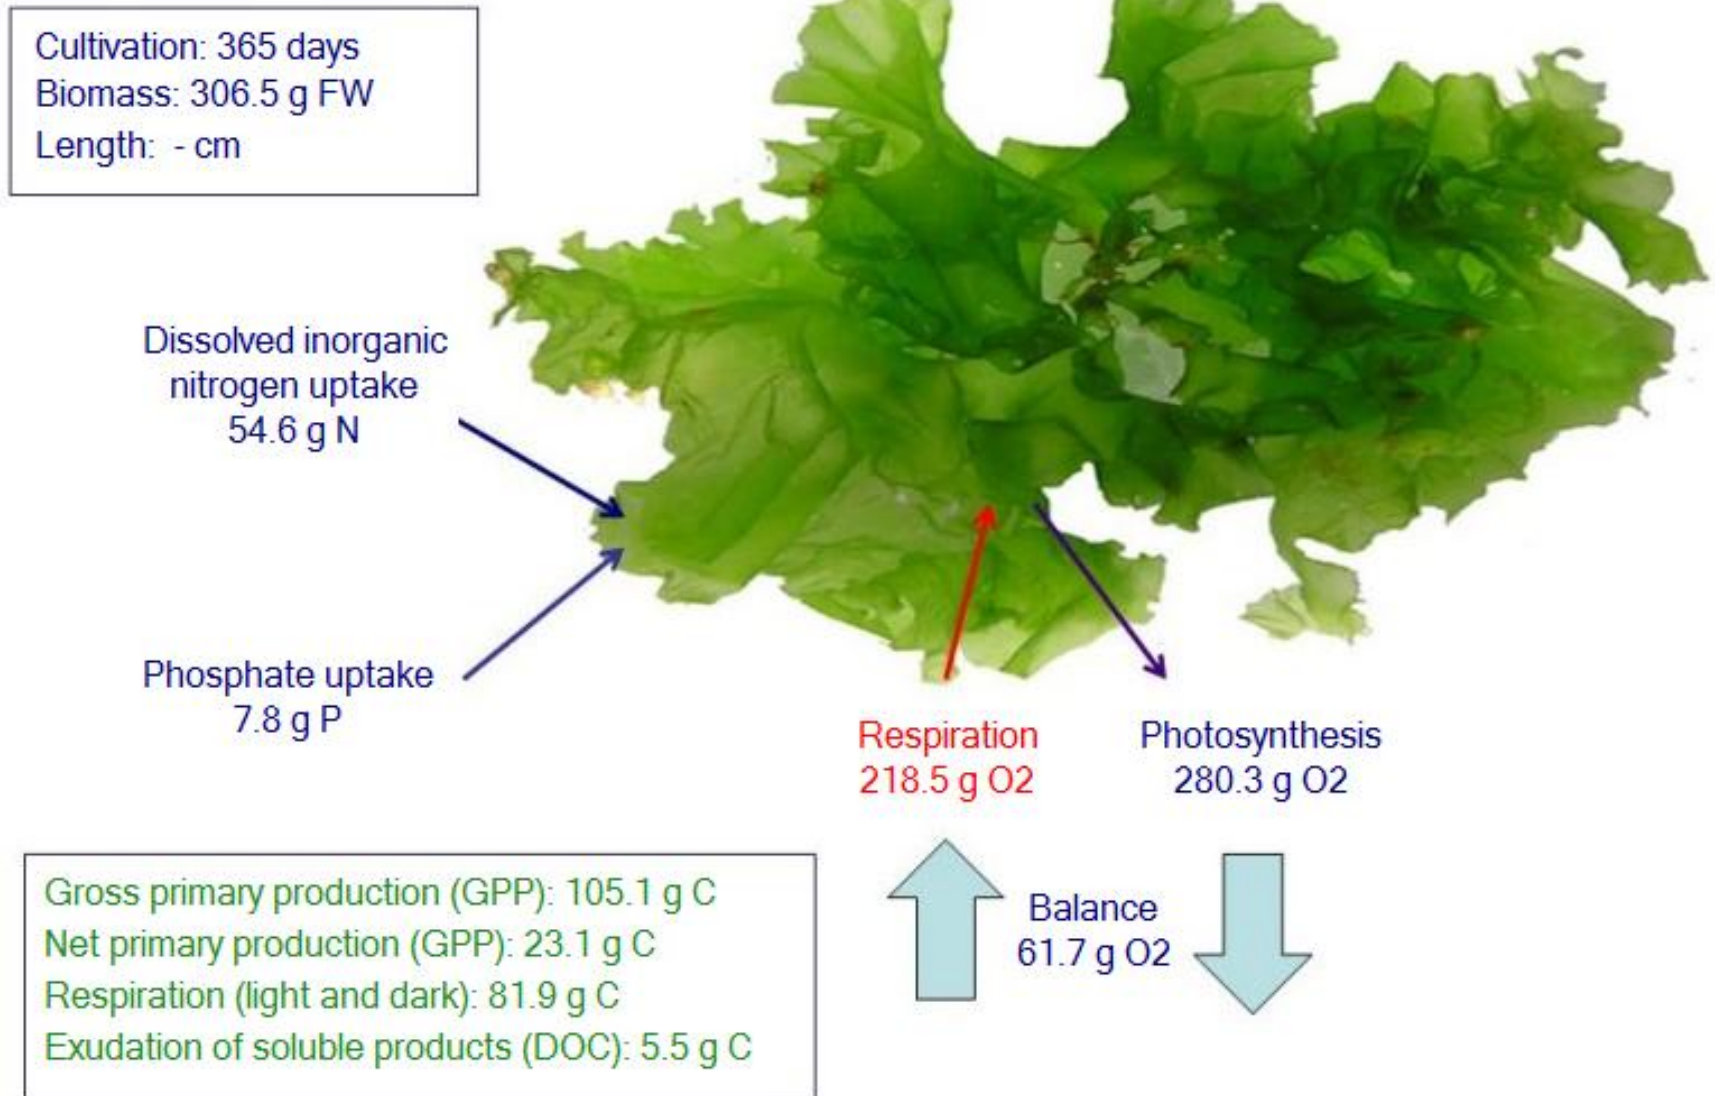 Cultivation: 365 days
Biomass: 306.5 g FW
Length:  - cm
Dissolved inorganic
nitrogen uptake
54.6 g N
Phosphate uptake
7.8 g P
Respiration
218.5 g O2
Photosynthesis
280.3 g O2
Balance
61.7 g O2
Gross primary production (GPP): 105.1 g C
Net primary production (GPP): 23.1 g C
Respiration (light and dark): 81.9 g C
Exudation of soluble products (DOC): 5.5 g C